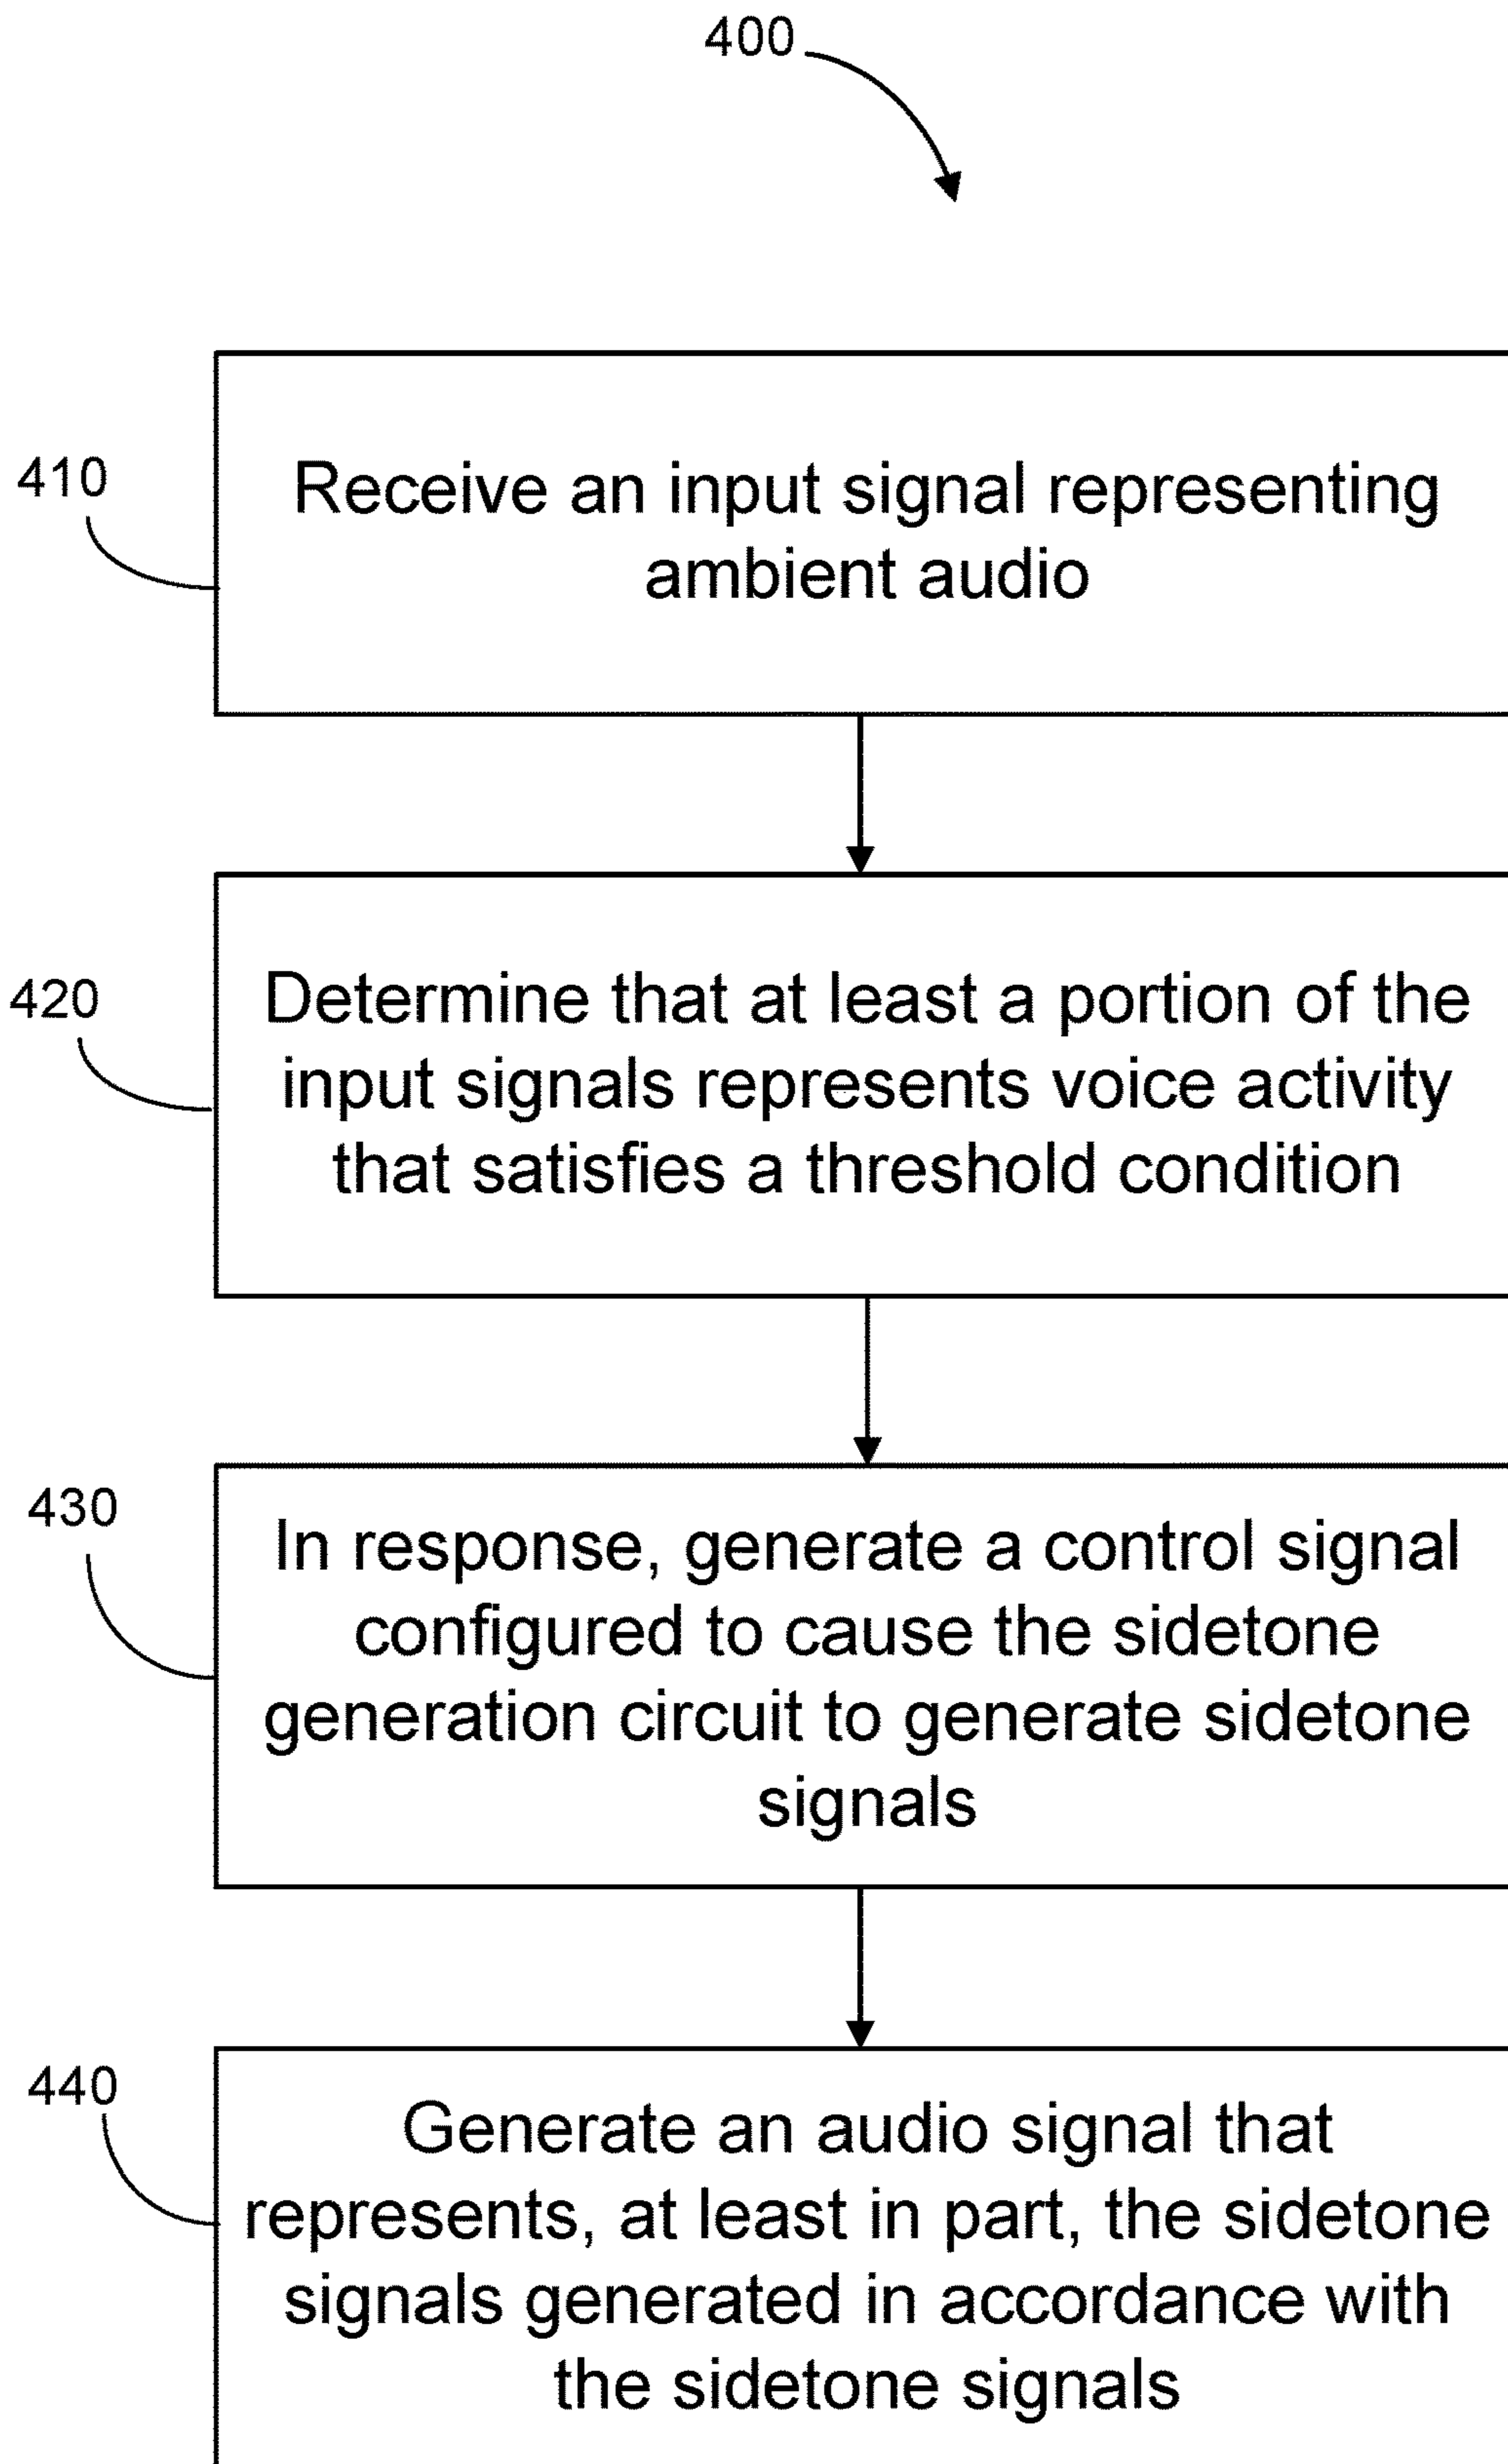 400
410
Receive an input signal representing
ambient audio
420
Determine that at least a portion of the
input signals represents voice activity
that satisfies a threshold condition
430
In response, generate a control signal
configured to cause the sidetone
generation circuit to generate sidetone
signals
440
Generate an audio signal that
represents, at least in part, the sidetone
signals generated in accordance with
the sidetone signals